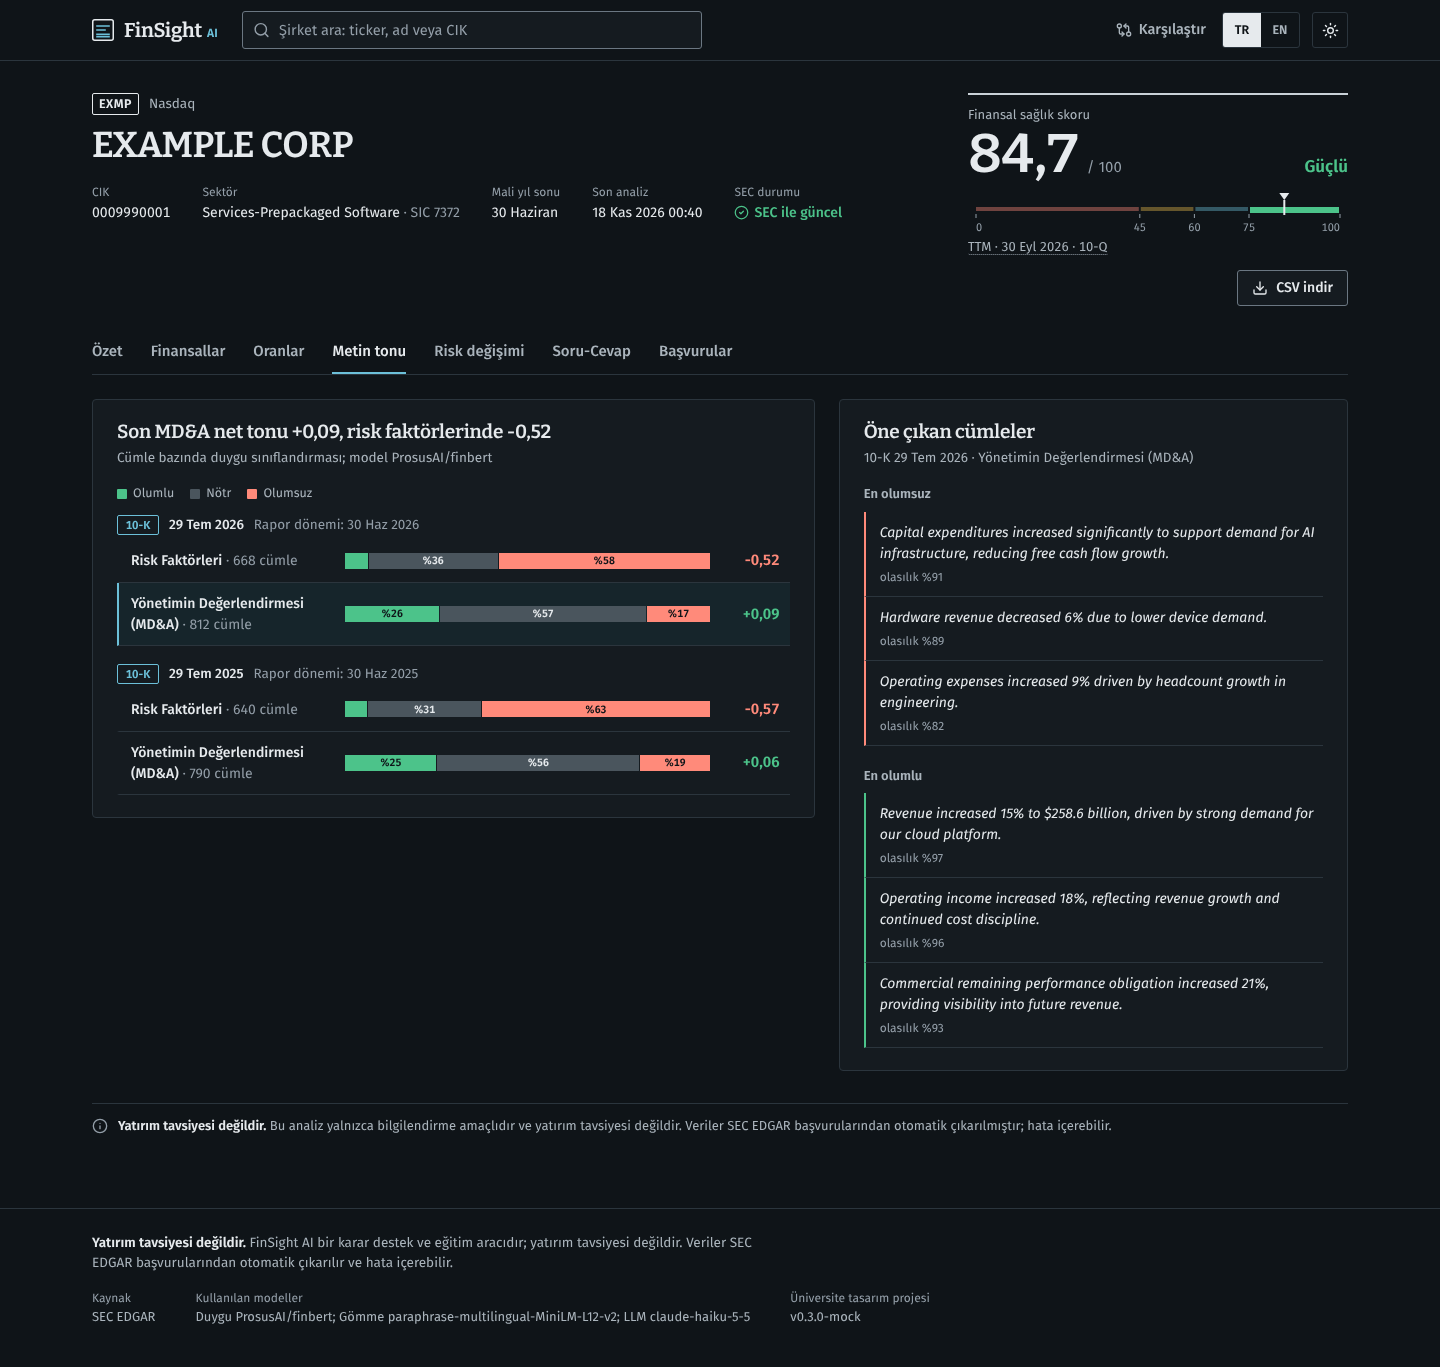 FinSight AI
Şirket ara: ticker, ad veya CIK
Karşılaştır
TR
EN
EXMP Nasdaq
EXAMPLE CORP
CIK
0009990001
Sektör
Services-Prepackaged Software · SIC 7372
Mali yıl sonu
30 Haziran
Son analiz
18 Kas 2026 00:40
SEC durumu
SEC ile güncel
Finansal sağlık skoru
84,7 / 100
Güçlü
0 45 60 75 100
TTM · 30 Eyl 2026 · 10-Q
CSV indir
Özet
Finansallar
Oranlar
Metin tonu
Risk değişimi
Soru-Cevap
Başvurular
Son MD&A net tonu +0,09, risk faktörlerinde -0,52
Cümle bazında duygu sınıflandırması; model ProsusAI/finbert
Olumlu Nötr Olumsuz
10-K 29 Tem 2026 Rapor dönemi: 30 Haz 2026
Risk Faktörleri · 668 cümle
%36 %58 -0,52
Yönetimin Değerlendirmesi
(MD&A) · 812 cümle
%26 %57 %17 +0,09
10-K 29 Tem 2025 Rapor dönemi: 30 Haz 2025
Risk Faktörleri · 640 cümle
%31 %63 -0,57
Yönetimin Değerlendirmesi
(MD&A) · 790 cümle
%25 %56 %19 +0,06
Öne çıkan cümleler
10-K 29 Tem 2026 · Yönetimin Değerlendirmesi (MD&A)
En olumsuz
Capital expenditures increased significantly to support demand for AI
infrastructure, reducing free cash flow growth.
olasılık %91
Hardware revenue decreased 6% due to lower device demand.
olasılık %89
Operating expenses increased 9% driven by headcount growth in
engineering.
olasılık %82
En olumlu
Revenue increased 15% to $258.6 billion, driven by strong demand for
our cloud platform.
olasılık %97
Operating income increased 18%, reflecting revenue growth and
continued cost discipline.
olasılık %96
Commercial remaining performance obligation increased 21%,
providing visibility into future revenue.
olasılık %93
Yatırım tavsiyesi değildir. Bu analiz yalnızca bilgilendirme amaçlıdır ve yatırım tavsiyesi değildir. Veriler SEC EDGAR başvurularından otomatik çıkarılmıştır; hata içerebilir.
Yatırım tavsiyesi değildir. FinSight AI bir karar destek ve eğitim aracıdır; yatırım tavsiyesi değildir. Veriler SEC
EDGAR başvurularından otomatik çıkarılır ve hata içerebilir.
Kaynak
SEC EDGAR
Kullanılan modeller
Duygu ProsusAI/finbert; Gömme paraphrase-multilingual-MiniLM-L12-v2; LLM claude-haiku-5-5
Üniversite tasarım projesi
v0.3.0-mock